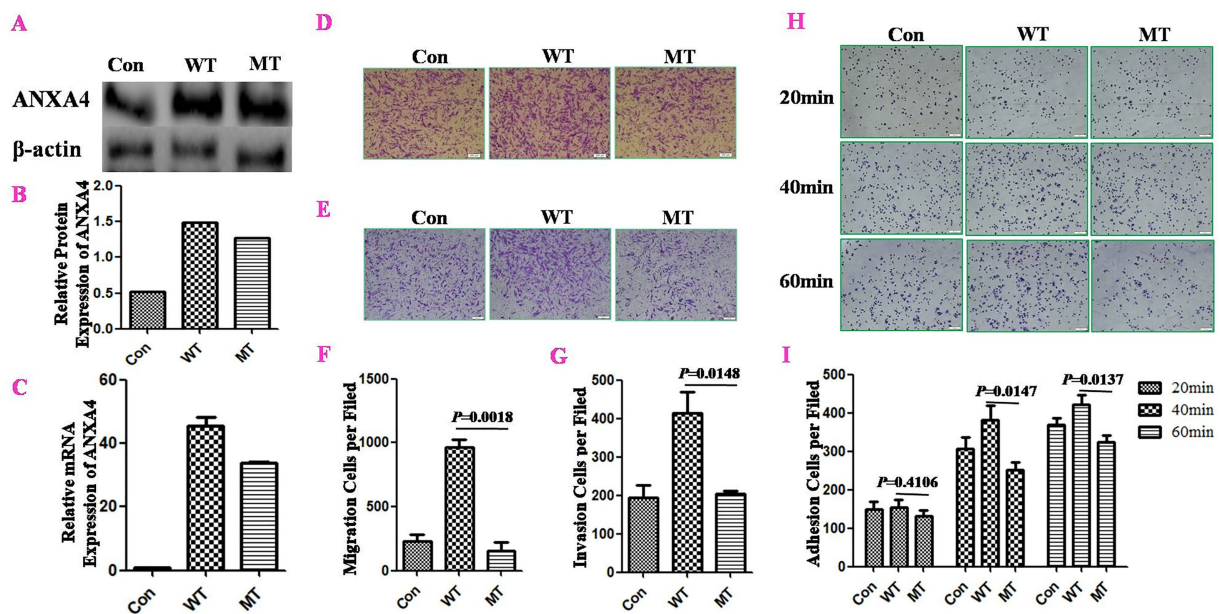 A
Con WT MT
ANXA4
β-actin
B
Relative Protein
Expression of ANXA4
2.0
1.5
1.0
0.5
0.0
Con WT MT
C
Relative mRNA
Expression of ANXA4
60
40
20
0
Con WT MT
D
Con WT MT
E
Con WT MT
F
Migration Cells per Filed
1500
1000
500
0
P=0.0018
Con WT MT
G
Invasion Cells per Filed
500
400
300
200
100
0
P=0.0148
Con WT MT
H
Con WT MT
20min
40min
60min
I
Adhesion Cells per Filed
500
400
300
200
100
0
P=0.4106
P=0.0147
P=0.0137
Con WT MT Con WT MT Con WT MT
20min
40min
60min